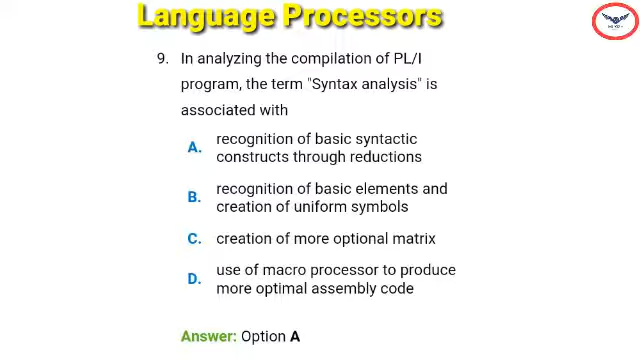 Language Processors
9. In analyzing the compilation of PL/I
program, the term "Syntax analysis" is
associated with
A. recognition of basic syntactic
constructs through reductions
B. recognition of basic elements and
creation of uniform symbols
C. creation of more optional matrix
D. use of macro processor to produce
more optimal assembly code
Answer: Option A